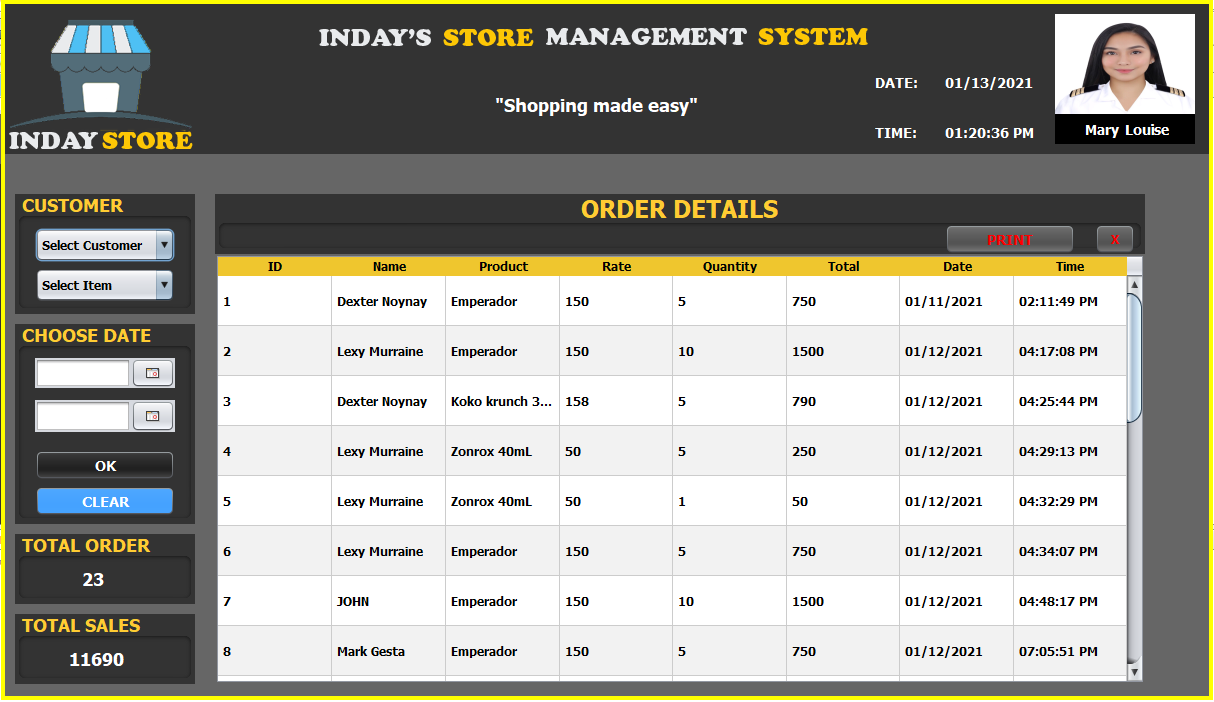 INDAY'S STORE MANAGEMENT SYSTEM
"Shopping made easy"
DATE: 01/13/2021
TIME: 01:20:36 PM
Mary Louise
INDAY STORE
CUSTOMER
Select Customer
Select Item
CHOOSE DATE
OK
CLEAR
TOTAL ORDER
23
TOTAL SALES
11690
ORDER DETAILS
PRINT X
ID Name Product Rate Quantity Total Date Time
1 Dexter Noynay Emperador 150 5 750 01/11/2021 02:11:49 PM
2 Lexy Murraine Emperador 150 10 1500 01/12/2021 04:17:08 PM
3 Dexter Noynay Koko krunch 3... 158 5 790 01/12/2021 04:25:44 PM
4 Lexy Murraine Zonrox 40mL 50 5 250 01/12/2021 04:29:13 PM
5 Lexy Murraine Zonrox 40mL 50 1 50 01/12/2021 04:32:29 PM
6 Lexy Murraine Emperador 150 5 750 01/12/2021 04:34:07 PM
7 JOHN Emperador 150 10 1500 01/12/2021 04:48:17 PM
8 Mark Gesta Emperador 150 5 750 01/12/2021 07:05:51 PM